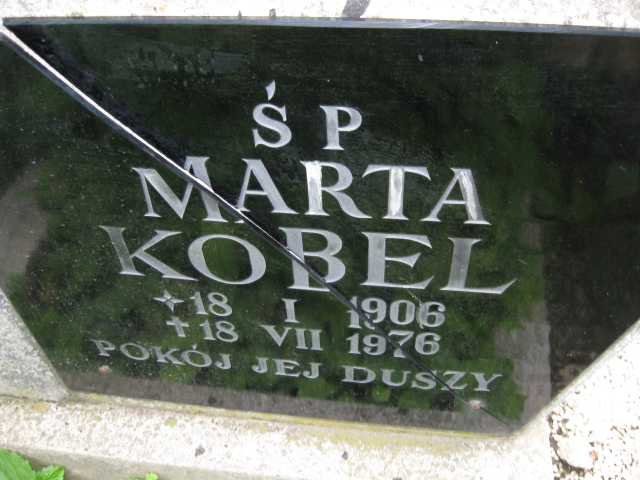 Ś P
MARTA
KOBEL
18 I 1906
✝ 18 VII 1976
POKÓJ JEJ DUSZY